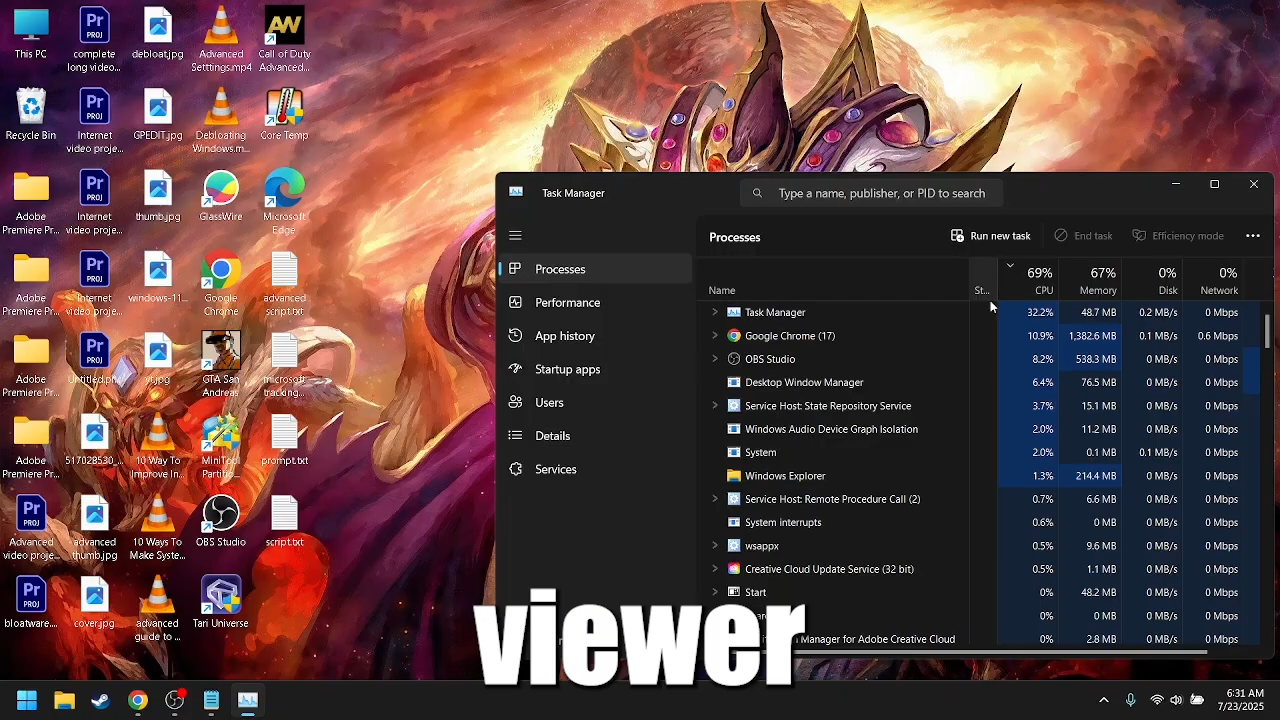 This PC
complete
long video...
debloat.jpg
Advanced
Settings.mp4
Call of Duty
Advanced...
Recycle Bin
Internet
video proje...
GPEDIT.jpg
Debloating
Windows.m...
Core Temp
Adobe
Premiere Pr...
Internet
video proje...
thumb.jpg
GlassWire
Microsoft
Edge
Adobe
Premiere Pr...
Internet
video proje...
windows-11...
Google
Chrome
advanced
script.txt
Adobe
Premiere Pr...
yt.jpg
GTA San
Andreas
microsoft
tracking...
Adobe
Premiere Pr...
517028530_...
10 Way To
Improve In...
MiniTool
Partitio...
prompt.txt
Advanced
video proje...
advanced
thumb.jpg
10 Ways To
Make Syste...
OBS Studio
script.txt
bloatware...
cover.jpg
advanced
guide to ...
Tari Universe
Task Manager
Type a name, publisher, or PID to search
Processes
Performance
App history
Startup apps
Users
Details
Services
Processes
Run new task
End task
Efficiency mode
69% 67% 0% 0%
Name St... CPU Memory Disk Network
Task Manager 32.2% 48.7 MB 0.2 MB/s 0 Mbps
Google Chrome (17) 10.9% 1,382.6 MB 0.1 MB/s 0.6 Mbps
OBS Studio 8.2% 538.3 MB 0 MB/s 0 Mbps
Desktop Window Manager 6.4% 76.5 MB 0 MB/s 0 Mbps
Service Host: State Repository Service 3.7% 15.1 MB 0 MB/s 0 Mbps
Windows Audio Device Graph Isolation 2.0% 11.2 MB 0 MB/s 0 Mbps
System 2.0% 0.1 MB 0.1 MB/s 0 Mbps
Windows Explorer 1.3% 214.4 MB 0 MB/s 0 Mbps
Service Host: Remote Procedure Call (2) 0.7% 6.6 MB 0 MB/s 0 Mbps
System interrupts 0.6% 0 MB 0 MB/s 0 Mbps
wsappx 0.5% 9.6 MB 0 MB/s 0 Mbps
Creative Cloud Update Service (32 bit) 0.5% 1.1 MB 0 MB/s 0 Mbps
Start 0% 48.2 MB 0 MB/s 0 Mbps
0% 0 MB 0 MB/s 0 Mbps
Manager for Adobe Creative Cloud 0% 2.8 MB 0 MB/s 0 Mbps
viewer
6:31 AM
7/23/2025